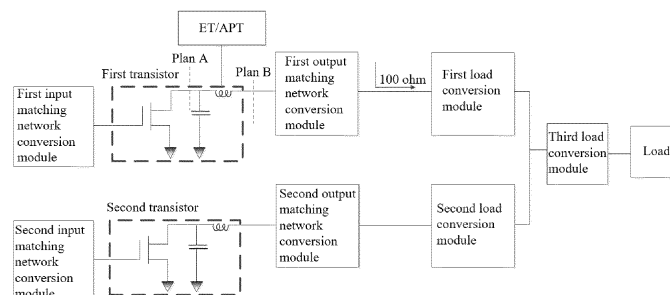 ET/APT
Plan A
First transistor
Plan B
First input
matching
network
conversion
module
First output
matching
network
conversion
module
100 ohm
First load
conversion
module
Third load
conversion
module
Load
Second transistor
Second input
matching
network
conversion
module
Second output
matching
network
conversion
module
Second load
conversion
module